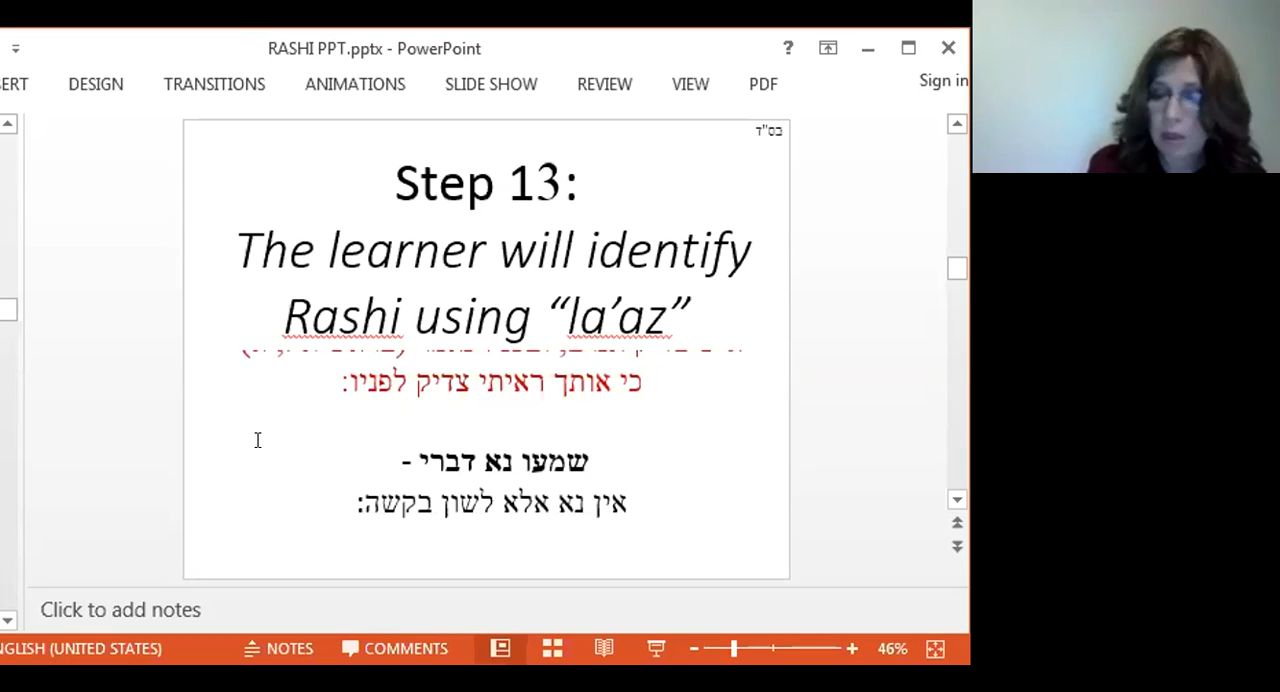 RASHI PPT.pptx - PowerPoint
?
ERT DESIGN TRANSITIONS ANIMATIONS SLIDE SHOW REVIEW VIEW PDF Sign in
בס"ד
Step 13:
The learner will identify
Rashi using “la’az”
כי אותך ראיתי צדיק לפניו:
שמעו נא דברי -
אין נא אלא לשון בקשה:
Click to add notes
NGLISH (UNITED STATES) NOTES COMMENTS 46%